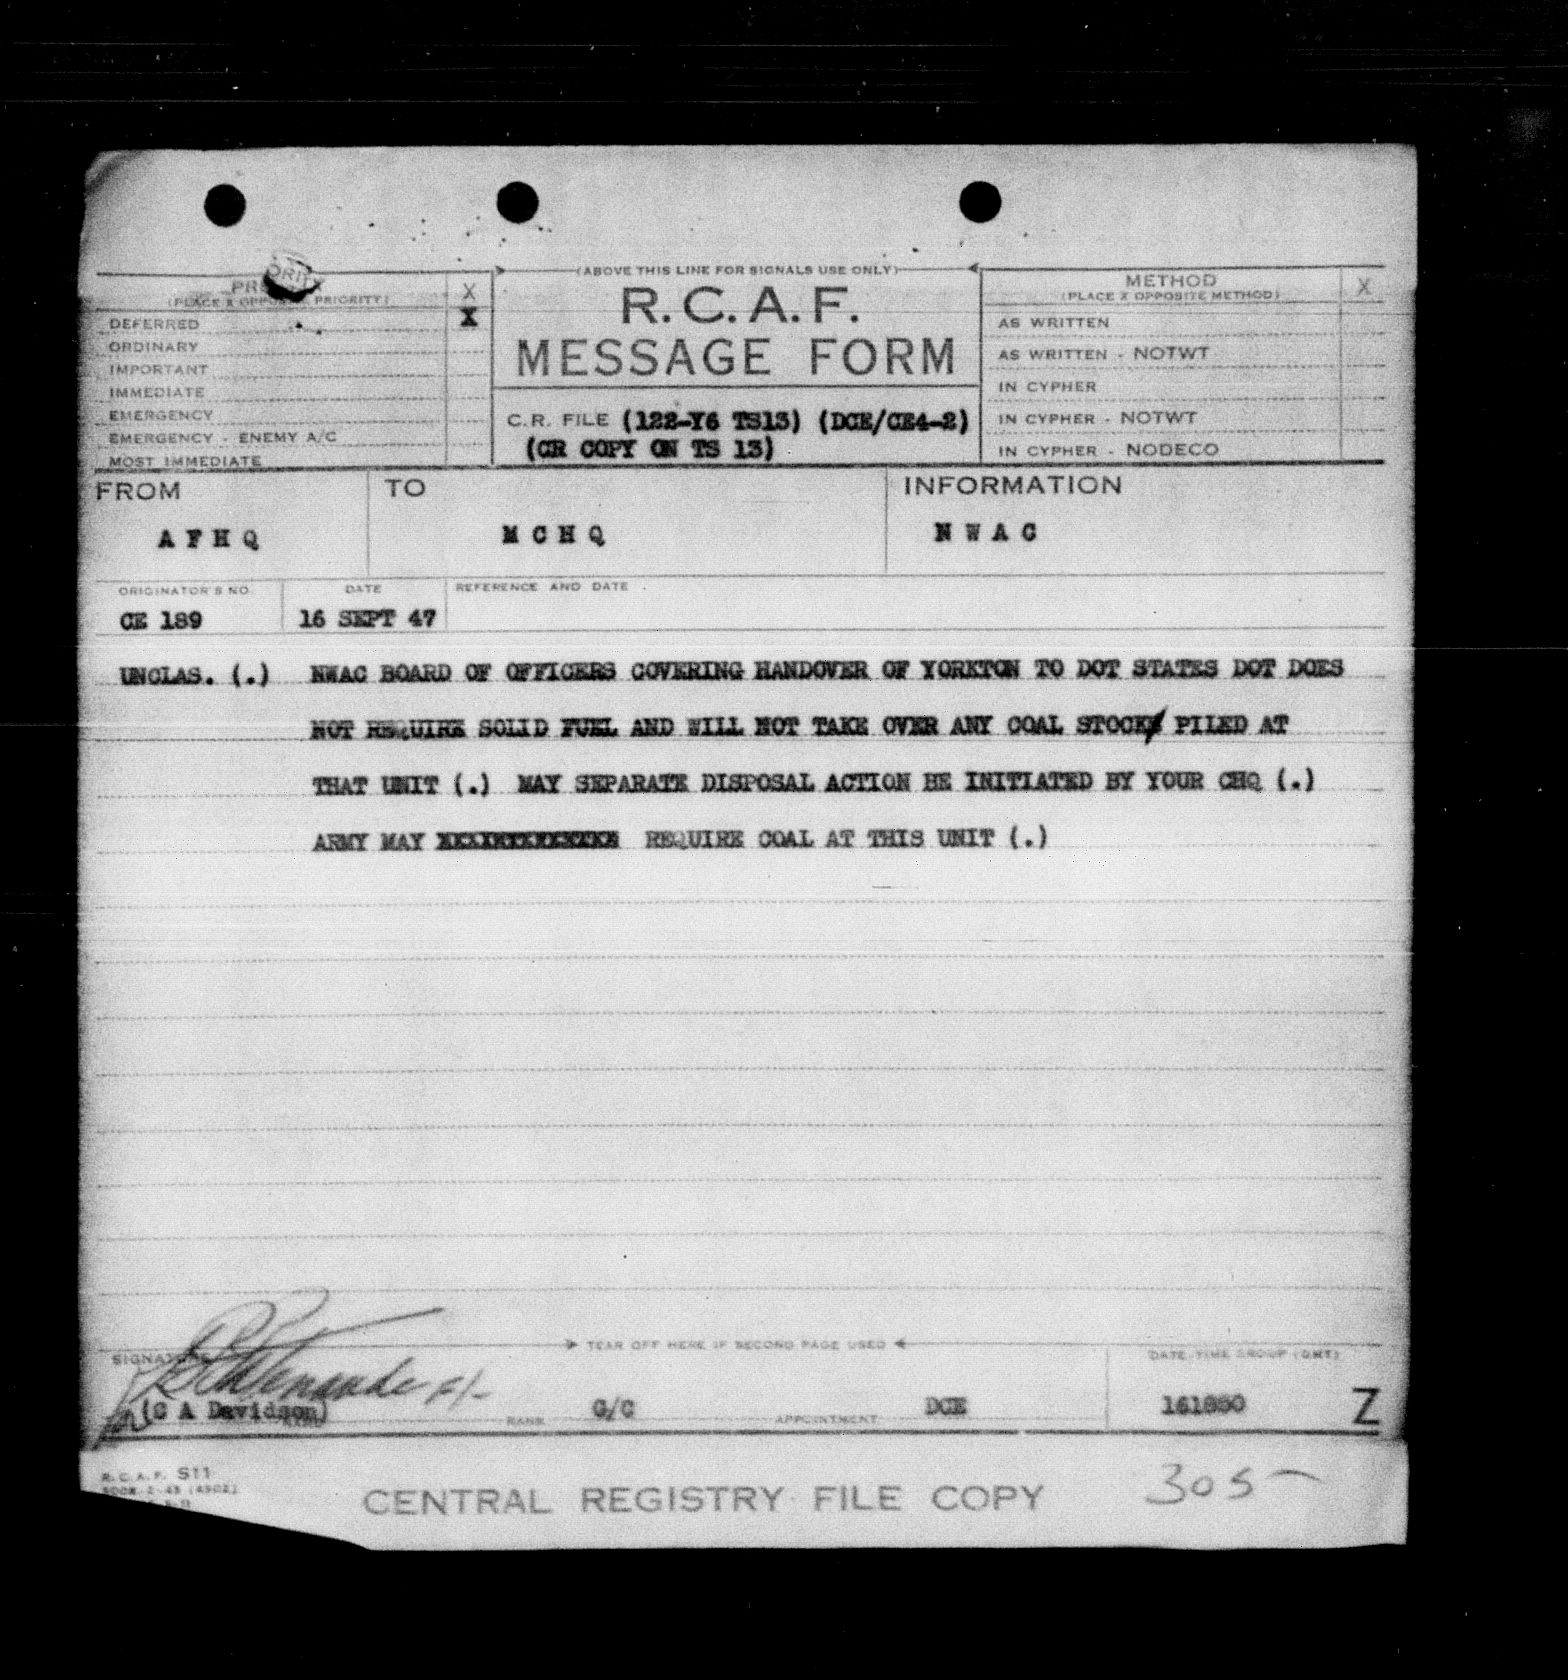 (ABOVE THIS LINE FOR SIGNALS USE ONLY)
ORITY
(PLACE X OPPOSITE PRIORITY) X
DEFERRED X
ORDINARY
IMPORTANT
IMMEDIATE
EMERGENCY
EMERGENCY - ENEMY A/C
MOST IMMEDIATE
R.C.A.F.
MESSAGE FORM
C.R. FILE (122-Y6 TS13) (DCE/CE4-2)
(CR COPY ON TS 13)
METHOD
(PLACE X OPPOSITE METHOD) X
AS WRITTEN
AS WRITTEN - NOTWT
IN CYPHER
IN CYPHER - NOTWT
IN CYPHER - NODECO
FROM TO INFORMATION
A F H Q M C H Q N W A C
ORIGINATOR'S NO. DATE REFERENCE AND DATE
CE 189 16 SEPT 47
UNCLAS. (.) NWAC BOARD OF OFFICERS COVERING HANDOVER OF YORKTON TO DOT STATES DOT DOES
NOT REQUIRE SOLID FUEL AND WILL NOT TAKE OVER ANY COAL STOCK PILED AT
THAT UNIT (.) MAY SEPARATE DISPOSAL ACTION BE INITIATED BY YOUR CHQ (.)
ARMY MAY REQUIRE COAL AT THIS UNIT (.)
TEAR OFF HERE IF SECOND PAGE USED
SIGNATURE DATE-TIME GROUP (GMT)
(C A Davidson) RANK G/C APPOINTMENT DCE Z
R.C.A.F. S11
CENTRAL REGISTRY FILE COPY 305